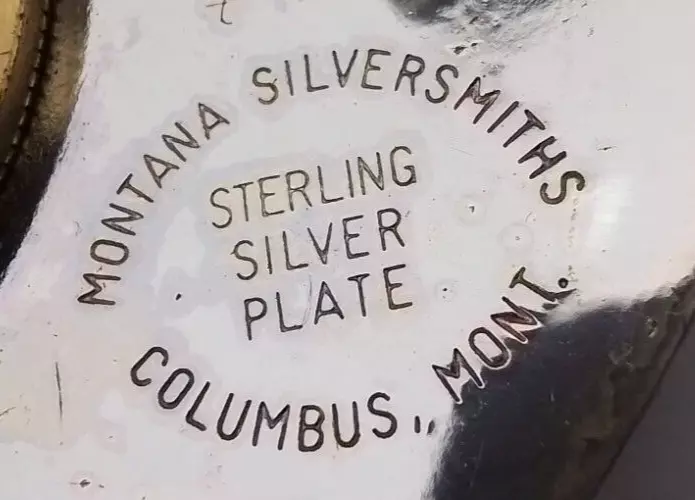 MONTANA SILVERSMITHS
STERLING
SILVER
PLATE
COLUMBUS,, MONT.